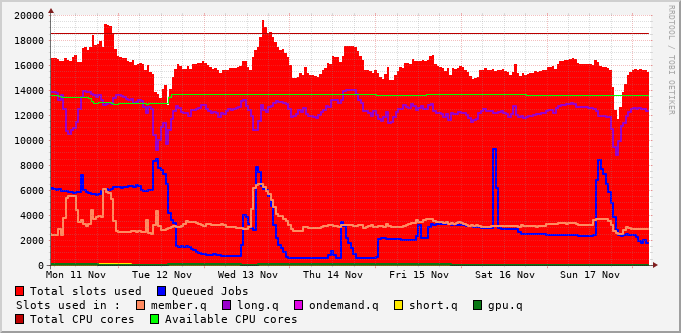 RRDTOOL / TOBI OETIKER
20000
18000
16000
14000
12000
10000
8000
6000
4000
2000
0
Mon 11 Nov Tue 12 Nov Wed 13 Nov Thu 14 Nov Fri 15 Nov Sat 16 Nov Sun 17 Nov
Total slots used Queued Jobs
Slots used in : member.q long.q ondemand.q short.q gpu.q
Total CPU cores Available CPU cores